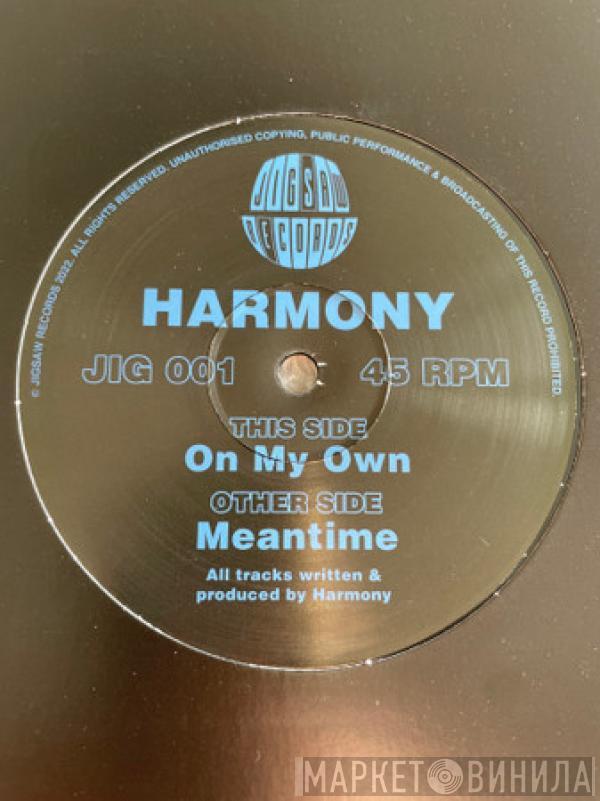 © JIGSAW RECORDS 2022. ALL RIGHTS RESERVED. UNAUTHORISED COPYING, PUBLIC PERFORMANCE & BROADCASTING OF THIS RECORD PROHIBITED.
JIGSAW
RECORDS
HARMONY
JIG 001 45 RPM
THIS SIDE
On My Own
OTHER SIDE
Meantime
All tracks written &
produced by Harmony
МАРКЕТ ВИНИЛА